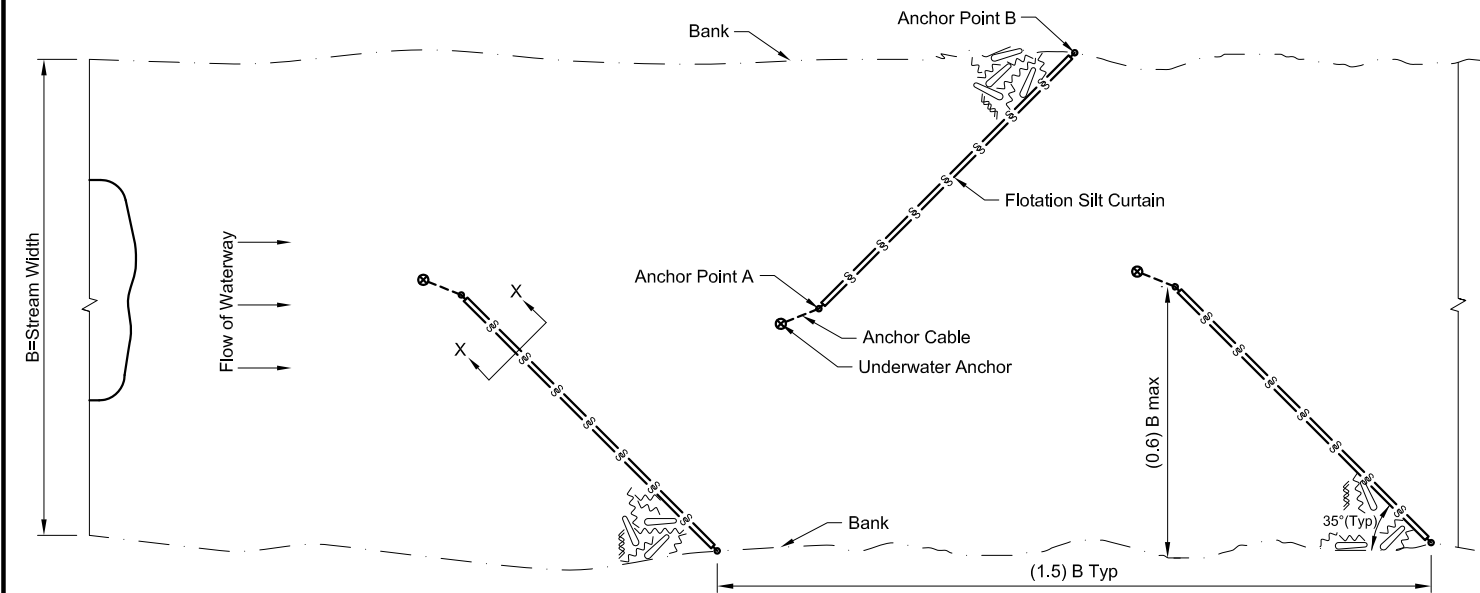 Anchor Point B
Bank
Flotation Silt Curtain
B=Stream Width
Flow of Waterway
Anchor Point A
X
X
Anchor Cable
Underwater Anchor
(0.6) B max
35°(Typ)
Bank
(1.5) B Typ